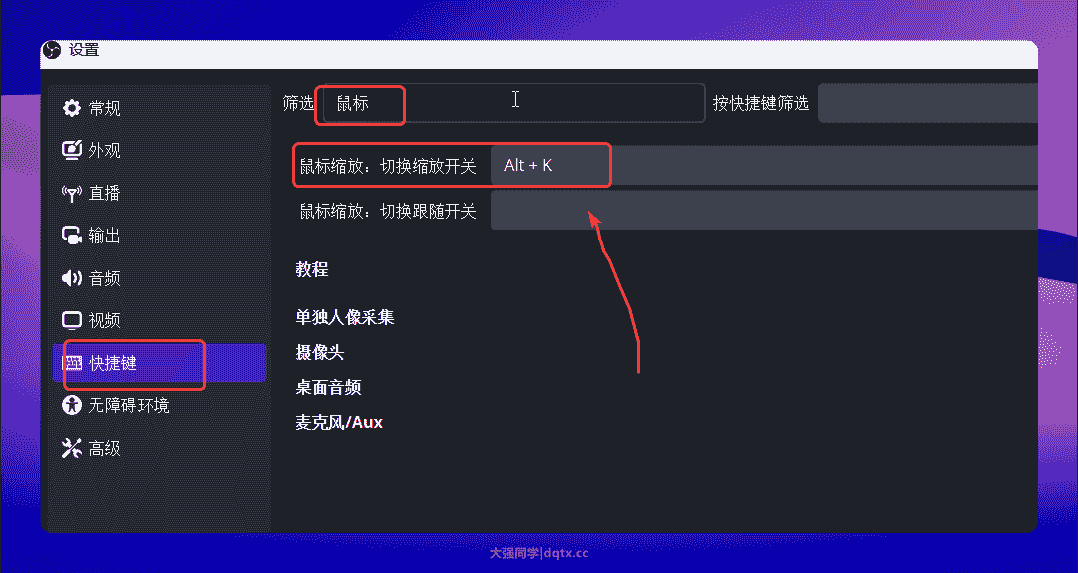 设置
常规
外观
直播
输出
音频
视频
快捷键
无障碍环境
高级
筛选 鼠标 按快捷键筛选
鼠标缩放：切换缩放开关 Alt + K
鼠标缩放：切换跟随开关
教程
单独人像采集
摄像头
桌面音频
麦克风/Aux
大强同学|dqtx.cc